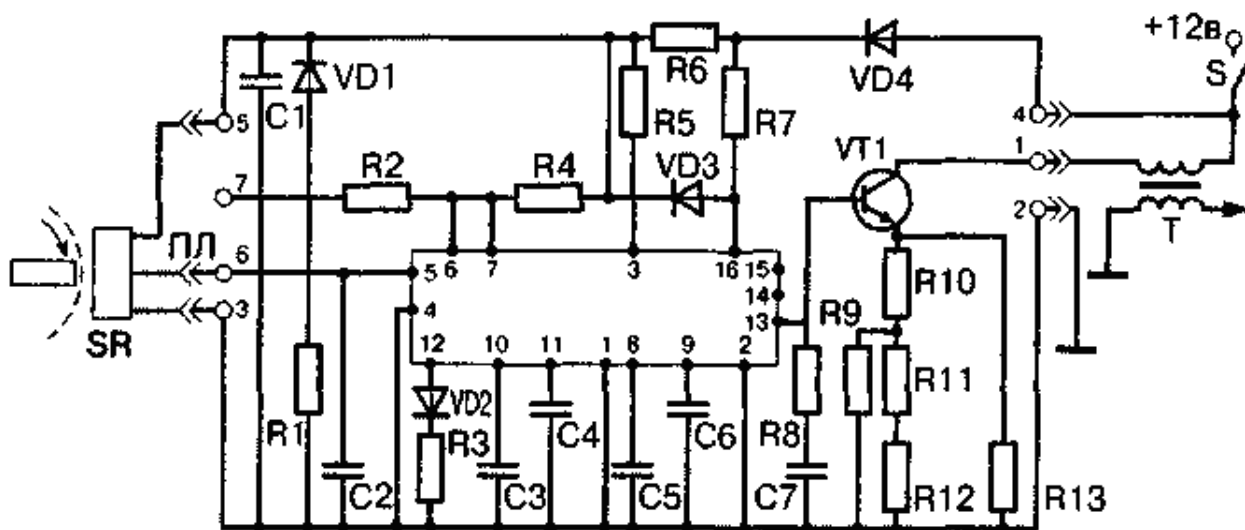 +12в
S
R6
VD4
VD1
C1
5
R5
R7
4
VT1
1
R2
R4
VD3
7
2
T
6
5
6
7
3
16
15
14
13
4
3
SR
12
10
11
1
8
9
2
R10
R9
R11
VD2
R1
R3
C4
C6
R8
C2
C3
C5
C7
R12
R13